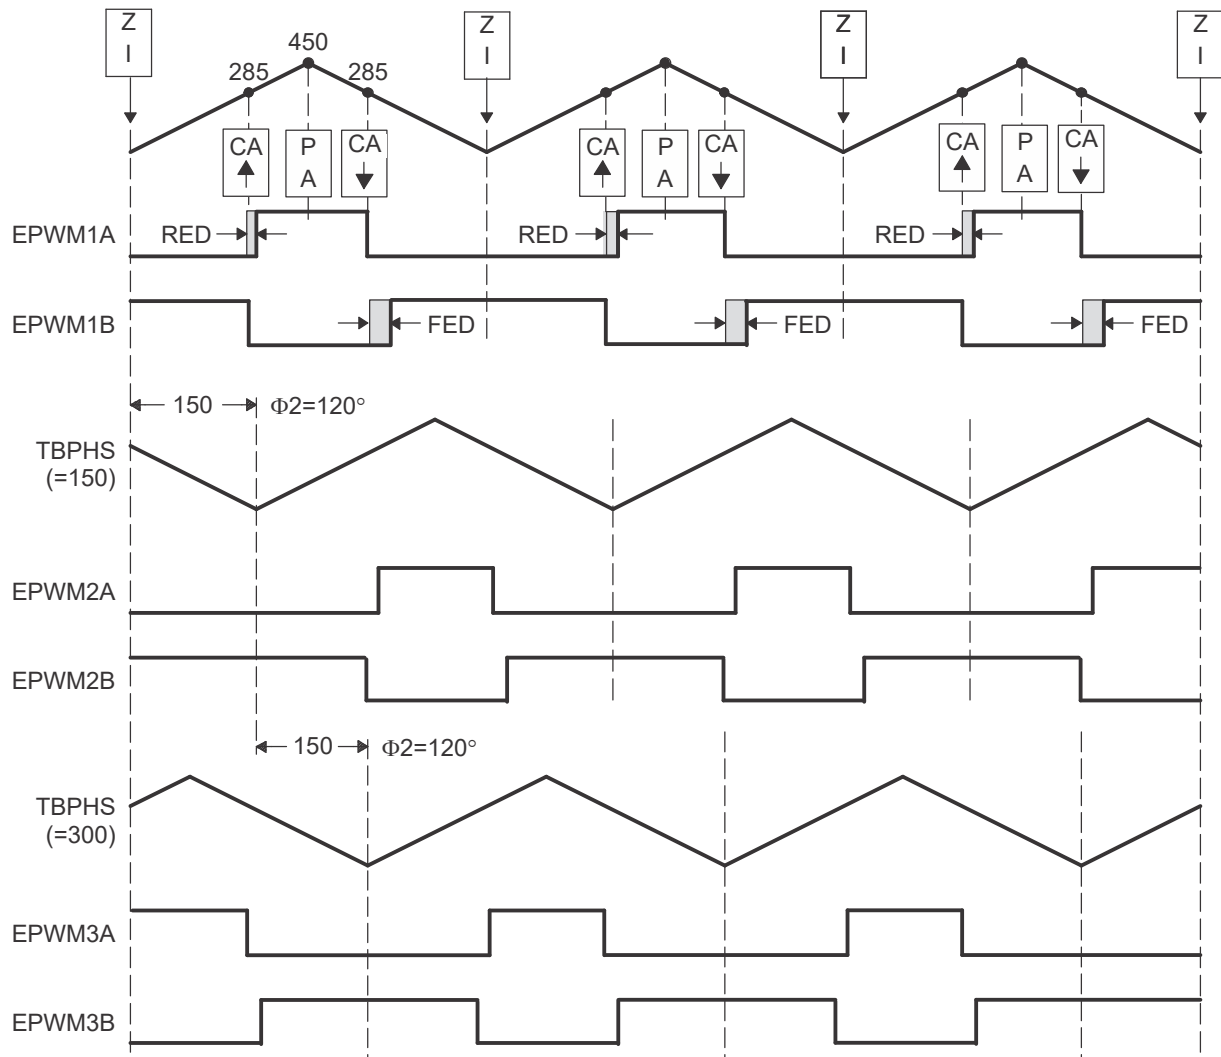 Z
I
Z
I
Z
I
Z
I
450
285
285
CA
P
A
CA
CA
P
A
CA
CA
P
A
CA
EPWM1A
RED
RED
RED
EPWM1B
FED
FED
FED
150
Φ2=120°
TBPHS
(=150)
EPWM2A
EPWM2B
150
Φ2=120°
TBPHS
(=300)
EPWM3A
EPWM3B